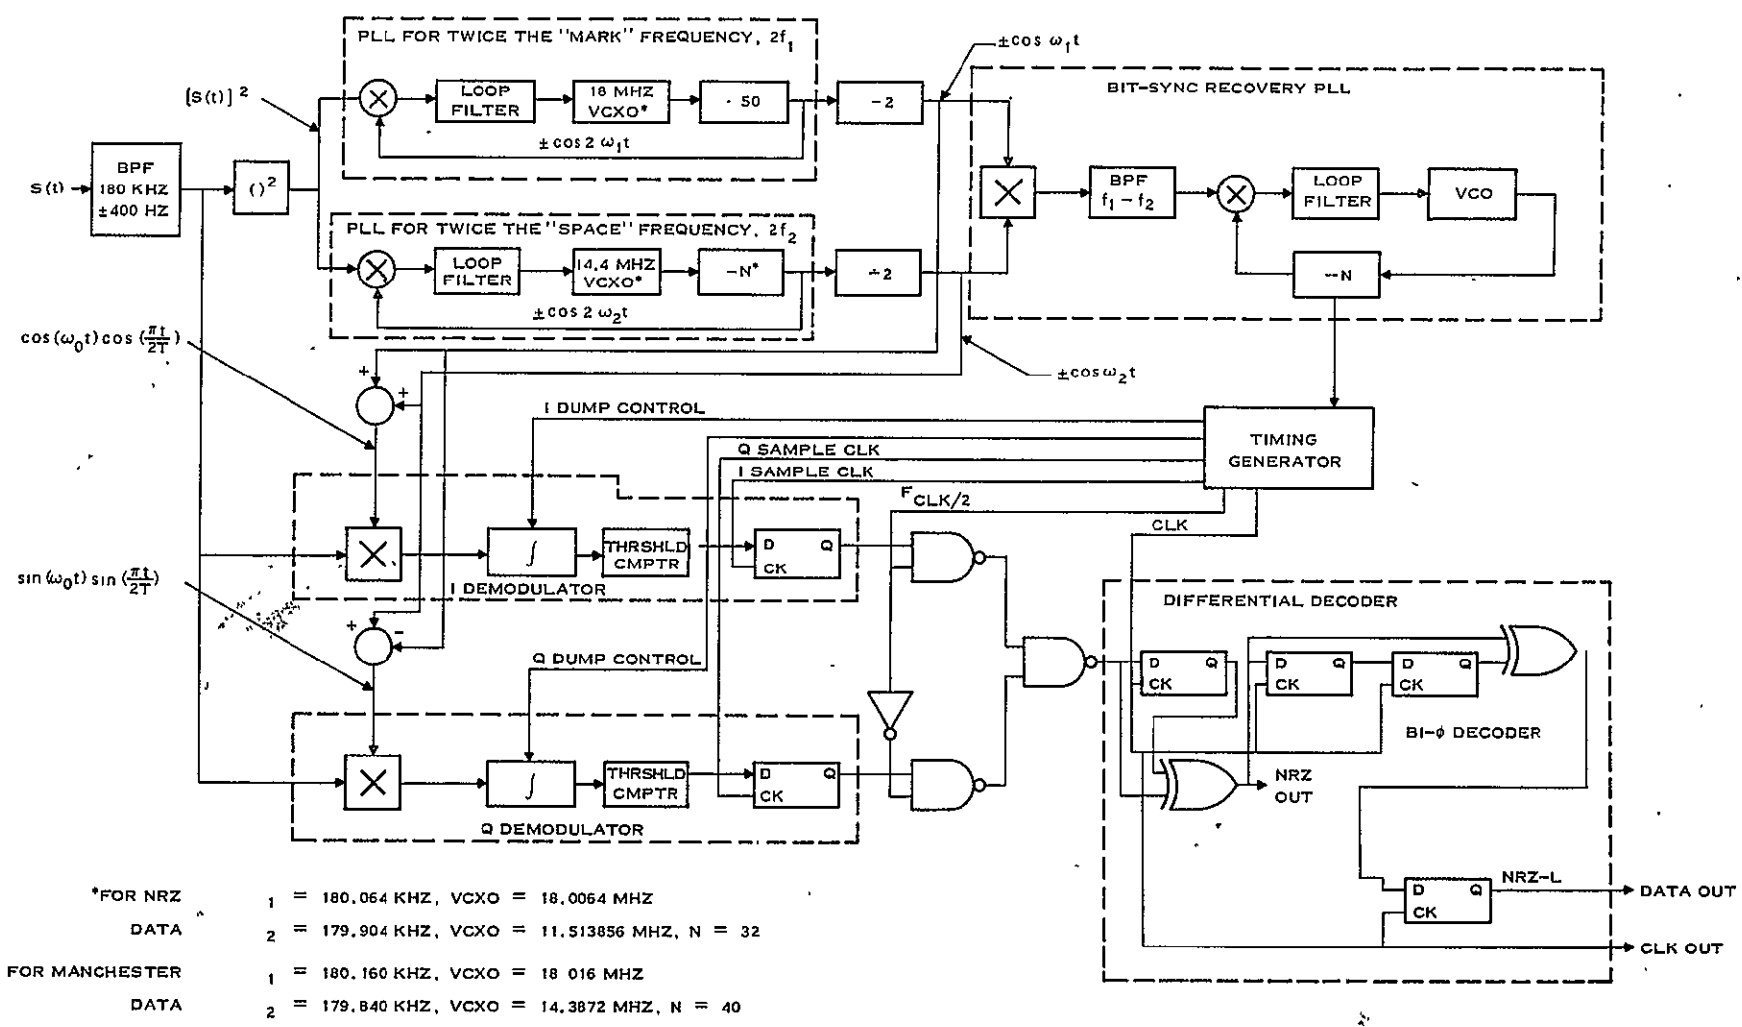 PLL FOR TWICE THE "MARK" FREQUENCY, 2f1
±cos ω1t
[S(t)]2
LOOP FILTER
18 MHZ VCXO*
· 50
-2
±cos 2 ω1t
BIT-SYNC RECOVERY PLL
S(t)
BPF
180 KHZ
±400 HZ
()2
BPF
f1 - f2
LOOP FILTER
VCO
--N
PLL FOR TWICE THE "SPACE" FREQUENCY, 2f2
LOOP FILTER
14.4 MHZ VCXO*
-N*
÷2
±cos 2 ω2t
cos (ω0t) cos (πt/2T)
+
+
±cos ω2t
I DUMP CONTROL
Q SAMPLE CLK
I SAMPLE CLK
TIMING GENERATOR
FCLK/2
CLK
∫
THRSHLD CMPTR
D Q
CK
I DEMODULATOR
sin (ω0t) sin (πt/2T)
+
-
Q DUMP CONTROL
DIFFERENTIAL DECODER
D Q
CK
D Q
CK
D Q
CK
BI-φ DECODER
NRZ OUT
∫
THRSHLD CMPTR
D Q
CK
Q DEMODULATOR
D Q
CK
NRZ-L
DATA OUT
CLK OUT
*FOR NRZ 1 = 180.064 KHZ, VCXO = 18.0064 MHZ
DATA 2 = 179.904 KHZ, VCXO = 11.513856 MHZ, N = 32
FOR MANCHESTER 1 = 180.160 KHZ, VCXO = 18 016 MHZ
DATA 2 = 179.840 KHZ, VCXO = 14.3872 MHZ, N = 40